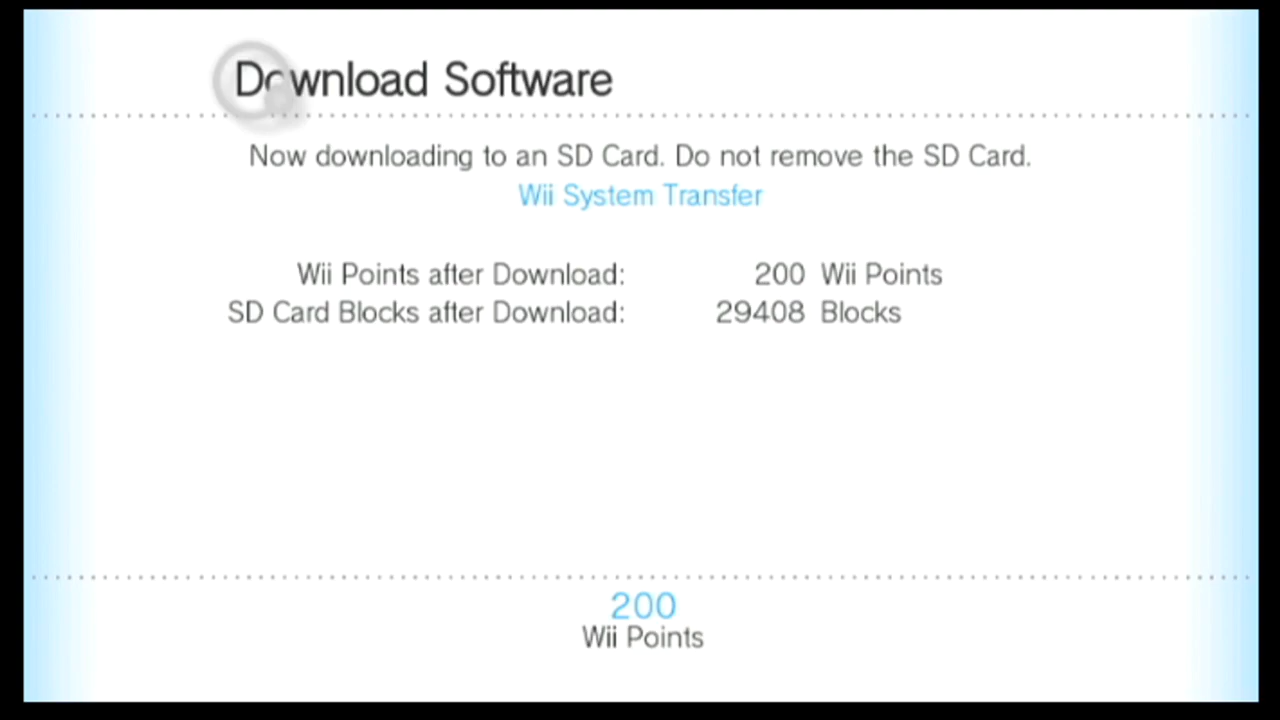 Download Software
Now downloading to an SD Card. Do not remove the SD Card.
Wii System Transfer
Wii Points after Download: 200 Wii Points
SD Card Blocks after Download: 29408 Blocks
200
Wii Points